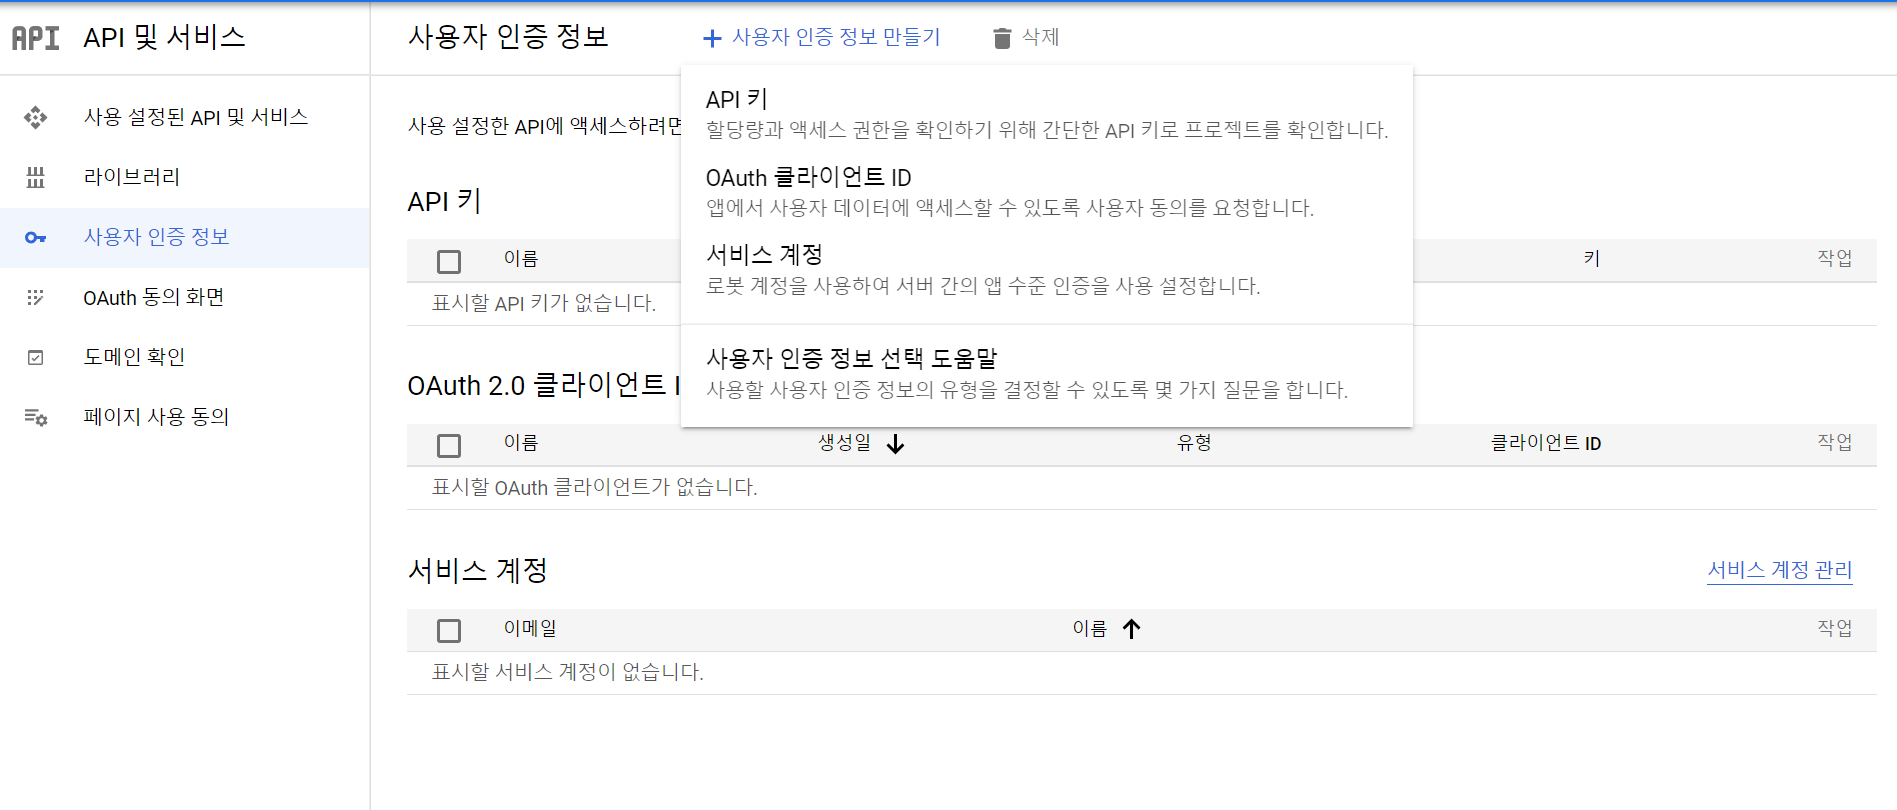 API API 및 서비스
사용자 인증 정보
사용자 인증 정보 만들기
삭제
사용 설정된 API 및 서비스
라이브러리
사용자 인증 정보
OAuth 동의 화면
도메인 확인
페이지 사용 동의
사용 설정한 API에 액세스하려면
API 키
할당량과 액세스 권한을 확인하기 위해 간단한 API 키로 프로젝트를 확인합니다.
OAuth 클라이언트 ID
앱에서 사용자 데이터에 액세스할 수 있도록 사용자 동의를 요청합니다.
서비스 계정
로봇 계정을 사용하여 서버 간의 앱 수준 인증을 사용 설정합니다.
사용자 인증 정보 선택 도움말
사용할 사용자 인증 정보의 유형을 결정할 수 있도록 몇 가지 질문을 합니다.
API 키
이름 키 작업
표시할 API 키가 없습니다.
OAuth 2.0 클라이언트 I
이름 생성일 유형 클라이언트 ID 작업
표시할 OAuth 클라이언트가 없습니다.
서비스 계정 서비스 계정 관리
이메일 이름 작업
표시할 서비스 계정이 없습니다.